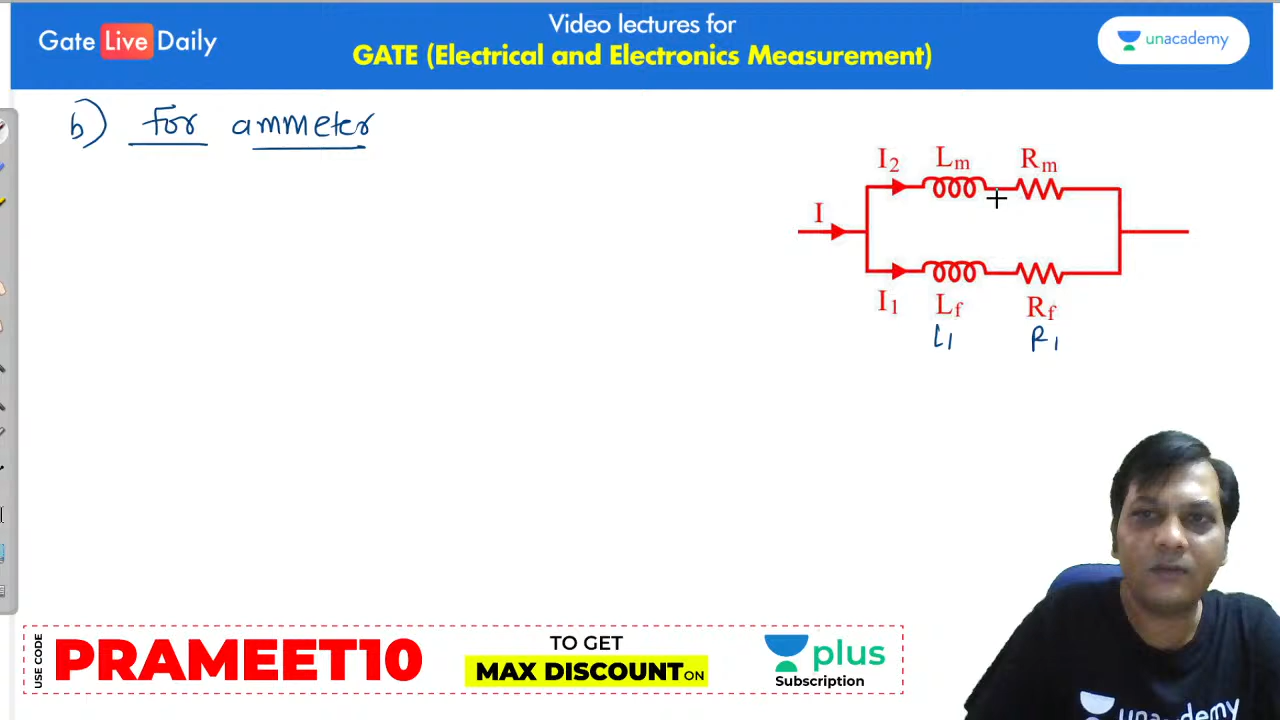 Gate Live Daily
Video lectures for
GATE (Electrical and Electronics Measurement)
unacademy
b) For ammeter
I2 Lm Rm
I
I1 Lf Rf
L1 R1
USE CODE
PRAMEET10
TO GET
MAX DISCOUNT ON
plus
Subscription
unacademy